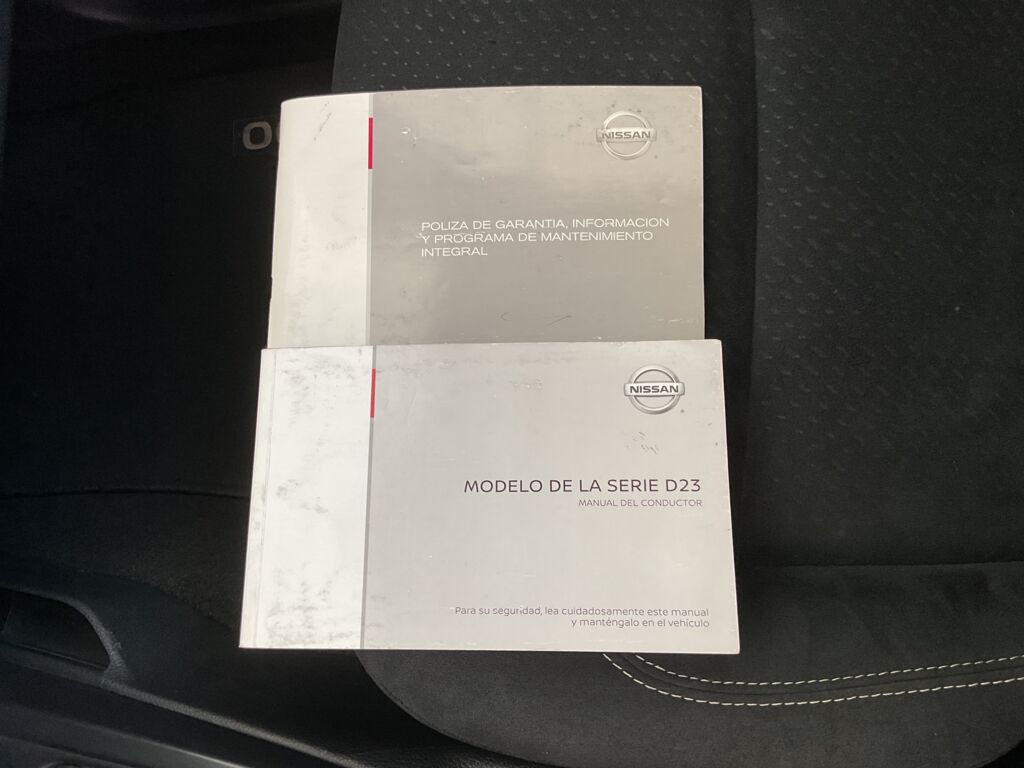 NISSAN
POLIZA DE GARANTIA, INFORMACION
Y PROGRAMA DE MANTENIMIENTO
INTEGRAL
NISSAN
MODELO DE LA SERIE D23
MANUAL DEL CONDUCTOR
Para su seguridad, lea cuidadosamente este manual
y manténgalo en el vehículo